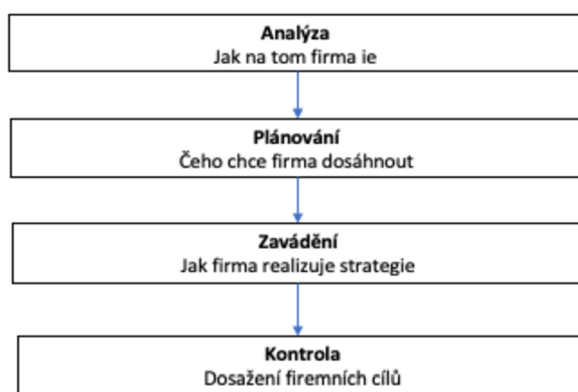 Analýza
Jak na tom firma ie
Plánování
Čeho chce firma dosáhnout
Zavádění
Jak firma realizuje strategie
Kontrola
Dosažení firemních cílů